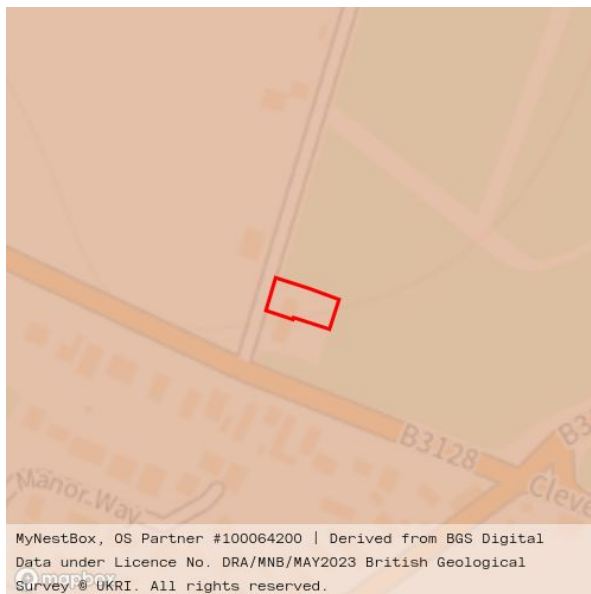 B3128
B3
Cleve
Manor Way
MyNestBox, OS Partner #100064200 | Derived from BGS Digital
Data under Licence No. DRA/MNB/MAY2023 British Geological
Survey © UKRI. All rights reserved.
mapbox